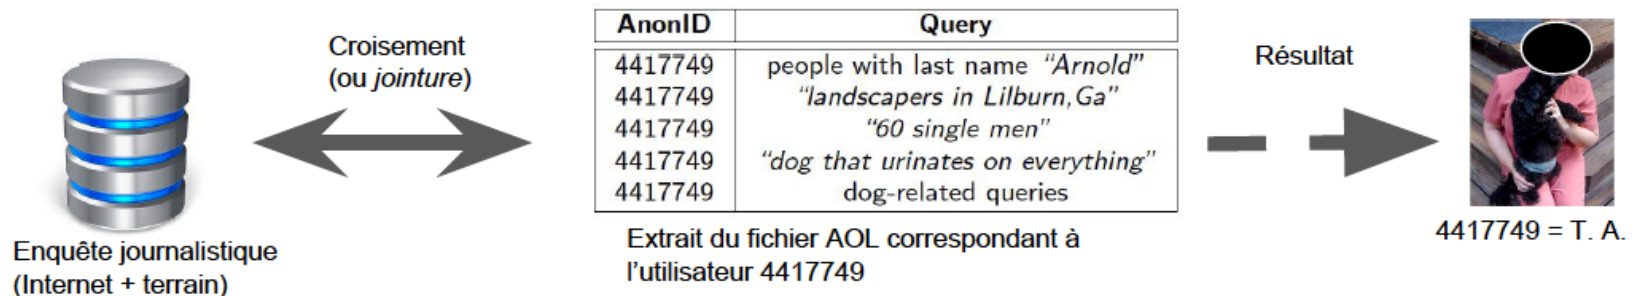 Croisement
(ou jointure)
Enquête journalistique
(Internet + terrain)
AnonID Query
4417749 people with last name “Arnold”
4417749 “landscapers in Lilburn,Ga”
4417749 “60 single men”
4417749 “dog that urinates on everything”
4417749 dog-related queries
Extrait du fichier AOL correspondant à
l’utilisateur 4417749
Résultat
4417749 = T. A.